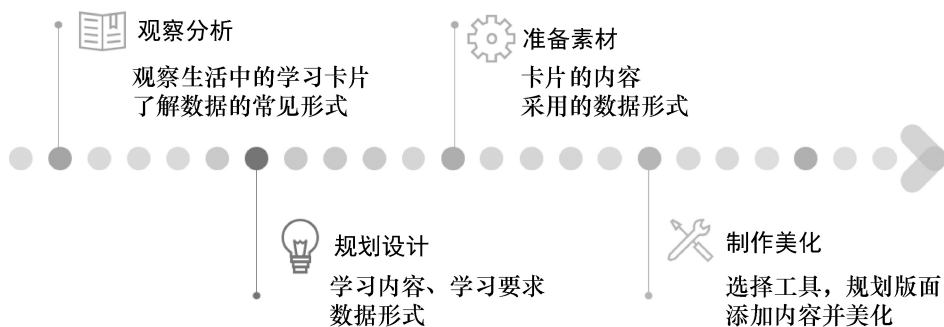 观察分析
观察生活中的学习卡片
了解数据的常见形式
准备素材
卡片的内容
采用的数据形式
规划设计
学习内容、学习要求
数据形式
制作美化
选择工具，规划版面
添加内容并美化